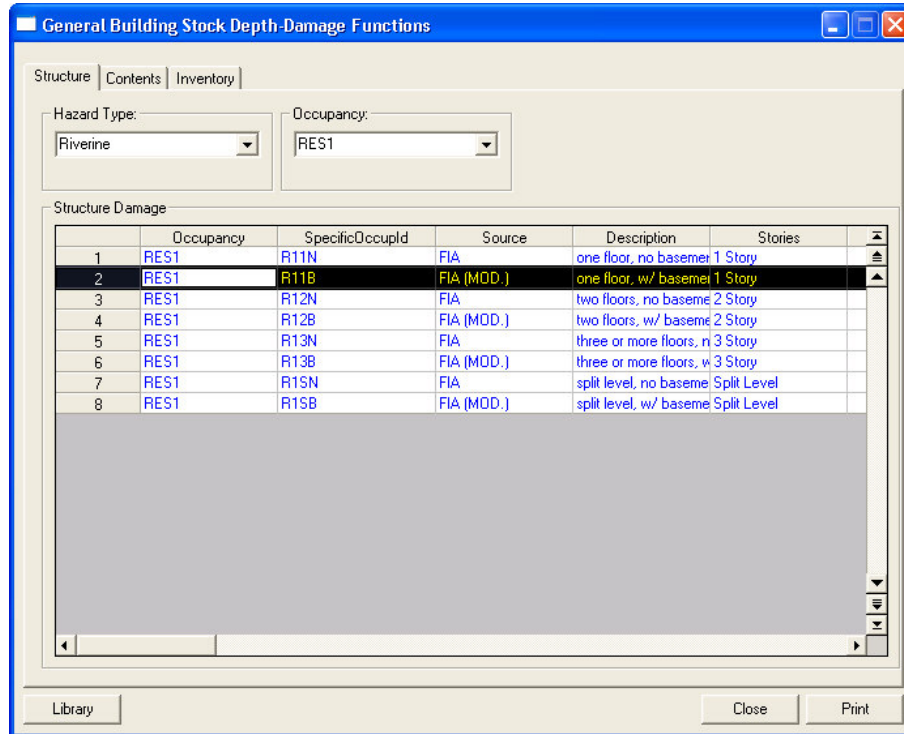 General Building Stock Depth-Damage Functions
Structure Contents Inventory
Hazard Type: Occupancy:
Riverine RES1
Structure Damage
Occupancy SpecificOccupId Source Description Stories
1 RES1 R11N FIA one floor, no basemen 1 Story
2 RES1 R11B FIA (MOD.) one floor, w/ basemen 1 Story
3 RES1 R12N FIA two floors, no baseme 2 Story
4 RES1 R12B FIA (MOD.) two floors, w/ baseme 2 Story
5 RES1 R13N FIA three or more floors, n 3 Story
6 RES1 R13B FIA (MOD.) three or more floors, w 3 Story
7 RES1 R1SN FIA split level, no baseme Split Level
8 RES1 R1SB FIA (MOD.) split level, w/ baseme Split Level
Library Close Print